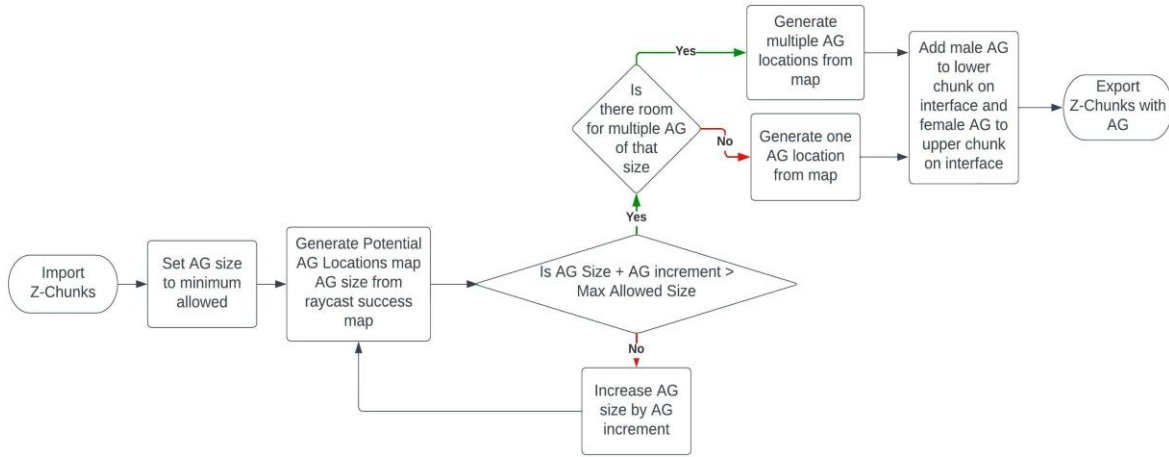 Import
Z-Chunks
Set AG size
to minimum
allowed
Generate Potential
AG Locations map
AG size from
raycast success
map
Is AG Size + AG increment >
Max Allowed Size
No
Increase AG
size by AG
increment
Yes
Is
there room
for multiple AG
of that
size
Yes
Generate
multiple AG
locations from
map
No
Generate one
AG location
from map
Add male AG
to lower
chunk on
interface and
female AG to
upper chunk
on interface
Export
Z-Chunks with
AG